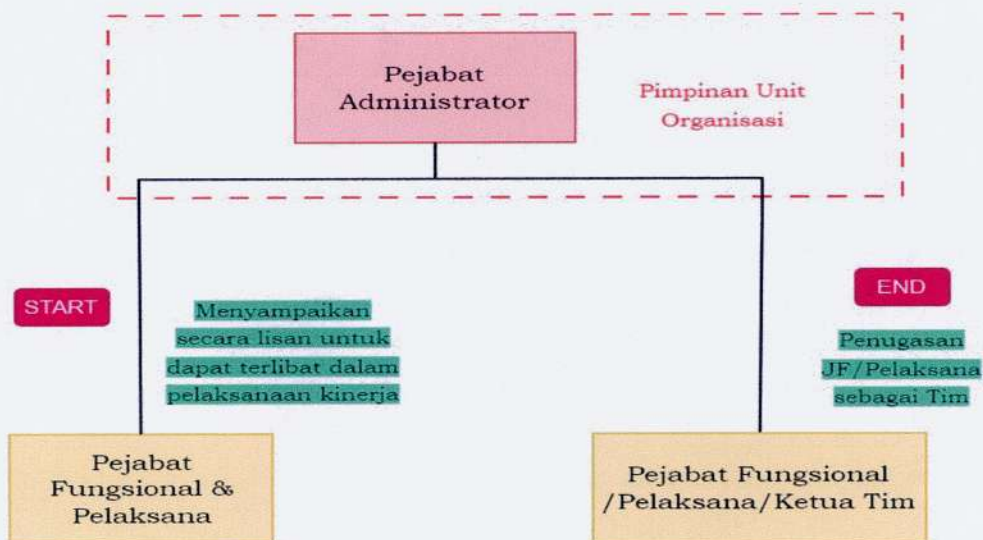 Pejabat
Administrator
Pimpinan Unit
Organisasi
START
Menyampaikan
secara lisan untuk
dapat terlibat dalam
pelaksanaan kinerja
END
Penugasan
JF/Pelaksana
sebagai Tim
Pejabat
Fungsional &
Pelaksana
Pejabat Fungsional
/Pelaksana/Ketua Tim